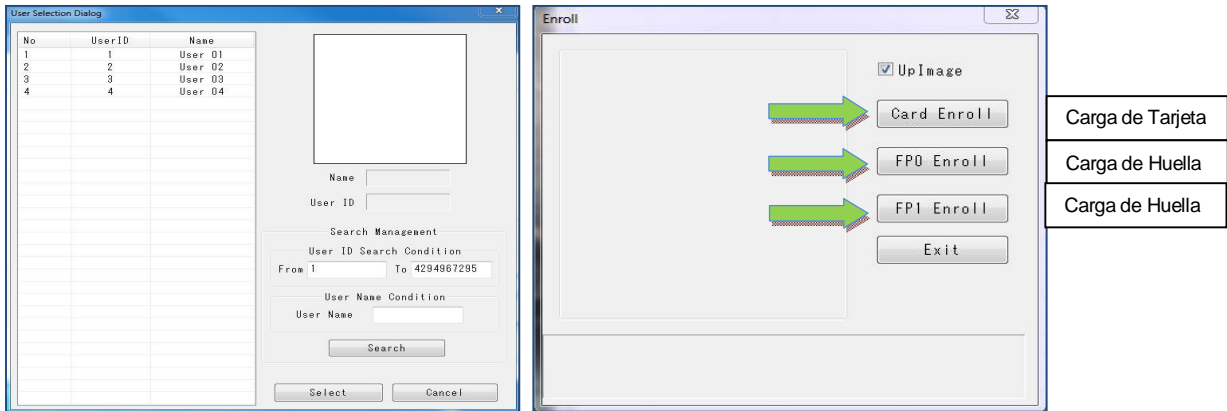 User Selection Dialog
No UserID Name
1 1 User 01
2 2 User 02
3 3 User 03
4 4 User 04
Name
User ID
Search Management
User ID Search Condition
From 1 To 4294967295
User Name Condition
User Name
Search
Select Cancel
Enroll
UpImage
Card Enroll
FP0 Enroll
FP1 Enroll
Exit
Carga de Tarjeta
Carga de Huella
Carga de Huella